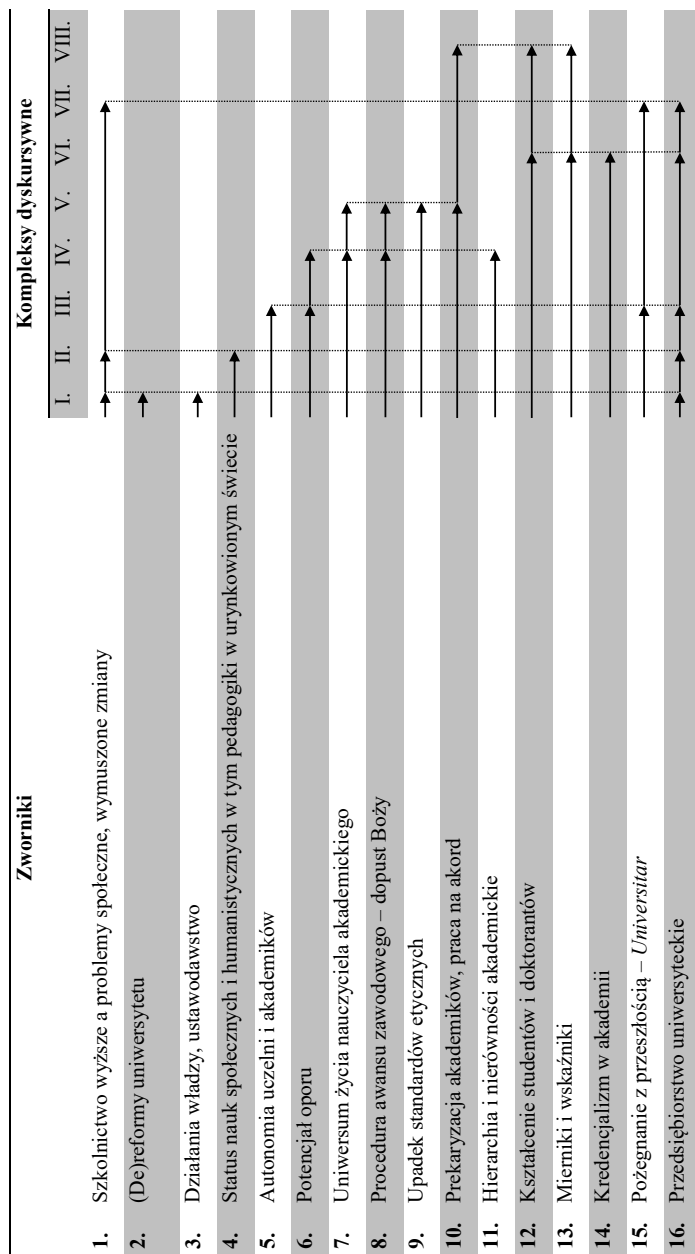 Zworniki
Kompleksy dyskursywne
I. II. III. IV. V. VI. VII. VIII.
1. Szkolnictwo wyższe a problemy społeczne, wymuszone zmiany
2. (De)reformy uniwersytetu
3. Działania władzy, ustawodawstwo
4. Status nauk społecznych i humanistycznych w tym pedagogiki w urynkowionym świecie
5. Autonomia uczelni i akademików
6. Potencjał oporu
7. Uniwersum życia nauczyciela akademickiego
8. Procedura awansu zawodowego – dopust Boży
9. Upadek standardów etycznych
10. Prekaryzacja akademików, praca na akord
11. Hierarchia i nierówności akademickie
12. Kształcenie studentów i doktorantów
13. Mierniki i wskaźniki
14. Kredencjalizm w akademii
15. Pożegnanie z przeszłością – Universitar
16. Przedsiębiorstwo uniwersyteckie